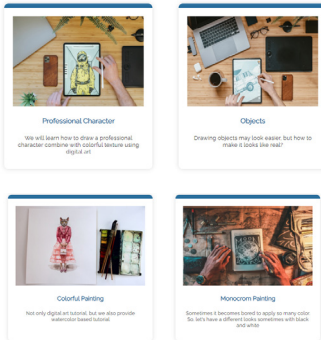 Professional Character
We will learn how to draw a professional
character combine with colorful texture using
digital art
Objects
Drawing objects may look easier, but how to
make it looks like real?
Colorful Painting
Not only digital art tutorial, but we also provide
watercolor based tutorial
Monocrom Painting
Sometimes it becomes bored to apply so many color
So, let's have a different looks sometimes with black
and white